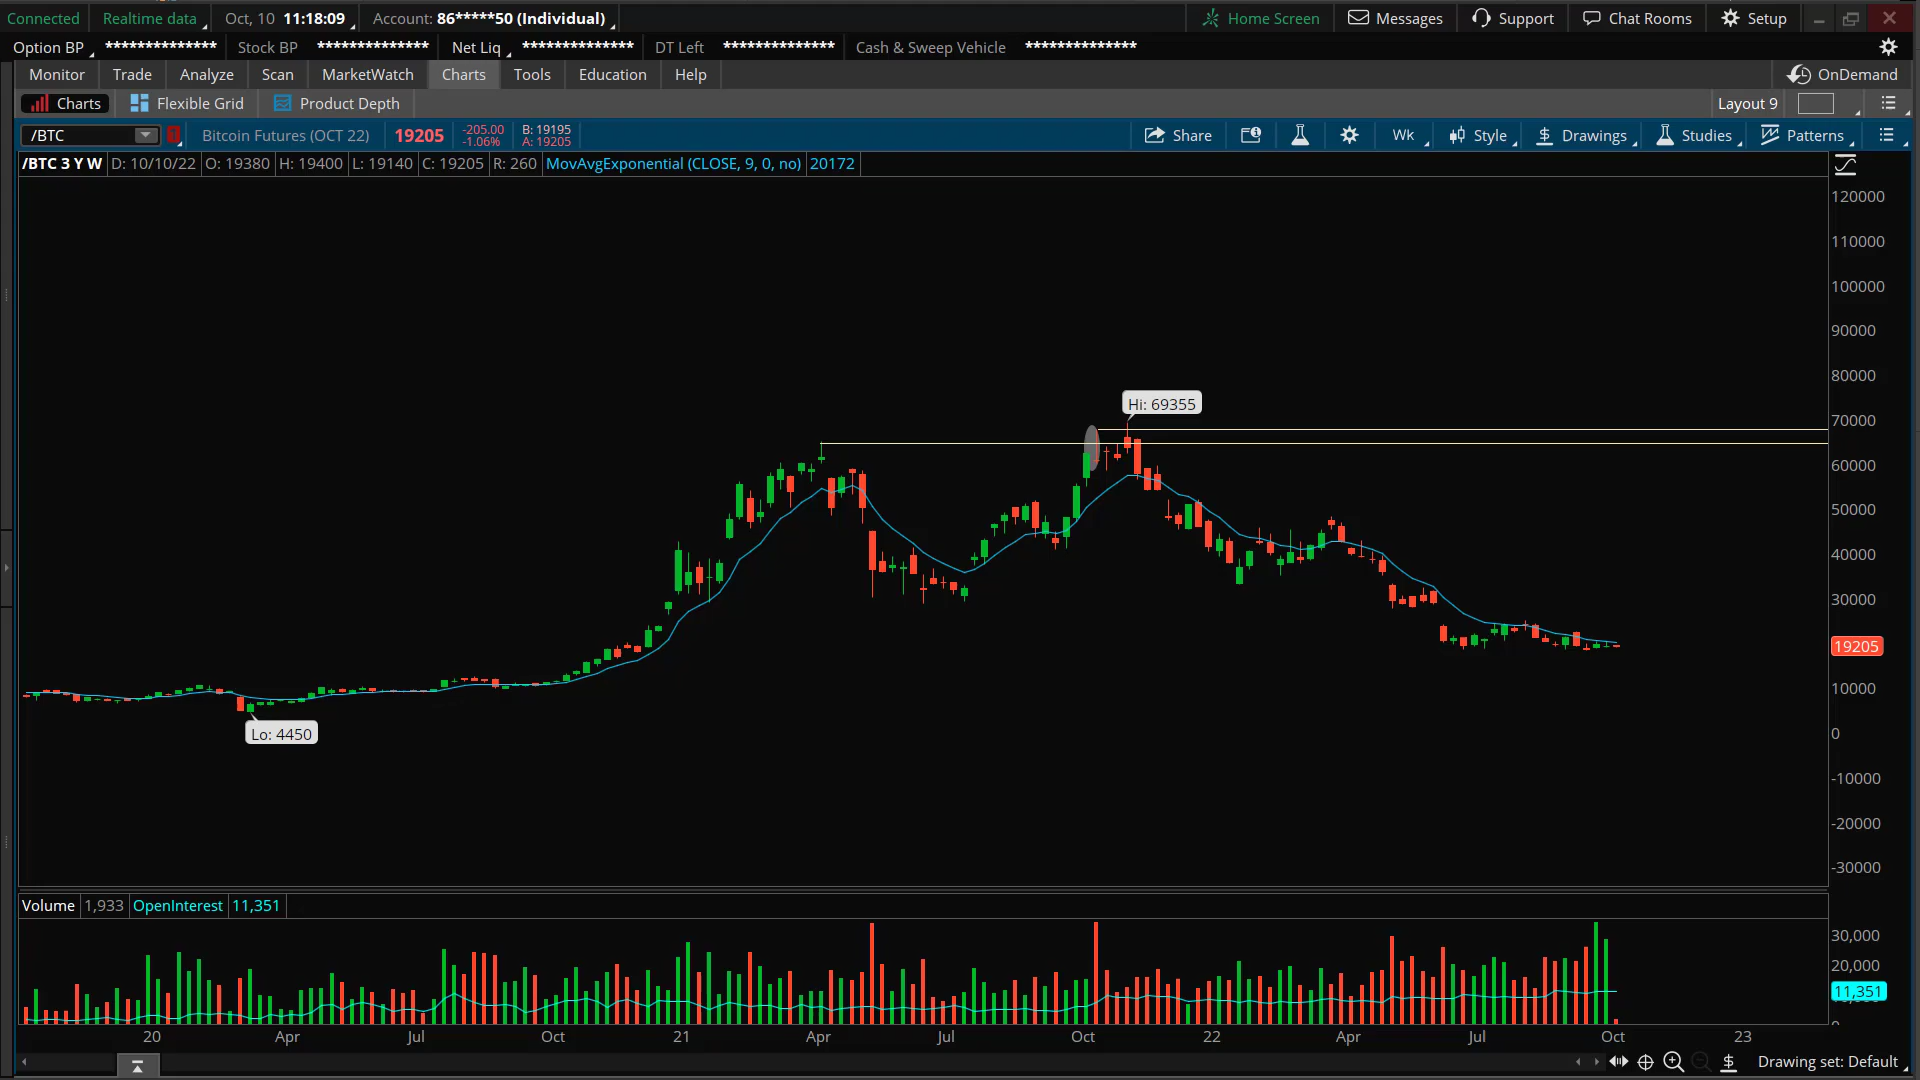 Connected Realtime data Oct, 10 11:18:09 Account: 86*****50 (Individual) Home Screen Messages Support Chat Rooms Setup
Option BP ************** Stock BP ************** Net Liq ************** DT Left ************** Cash & Sweep Vehicle **************
Monitor Trade Analyze Scan MarketWatch Charts Tools Education Help OnDemand
Charts Flexible Grid Product Depth Layout 9
/BTC Bitcoin Futures (OCT 22) 19205 -205.00 B: 19195 Share Wk Style $ Drawings Studies Patterns
-1.06% A: 19205
/BTC 3 Y W D: 10/10/22 O: 19380 H: 19400 L: 19140 C: 19205 R: 260 MovAvgExponential (CLOSE, 9, 0, no) 20172
120000
110000
100000
90000
80000
Hi: 69355
70000
60000
50000
40000
30000
19205
10000
Lo: 4450
0
-10000
-20000
-30000
Volume 1,933 OpenInterest 11,351
30,000
20,000
11,351
20 Apr Jul Oct 21 Apr Jul Oct 22 Apr Jul Oct 23
$ Drawing set: Default